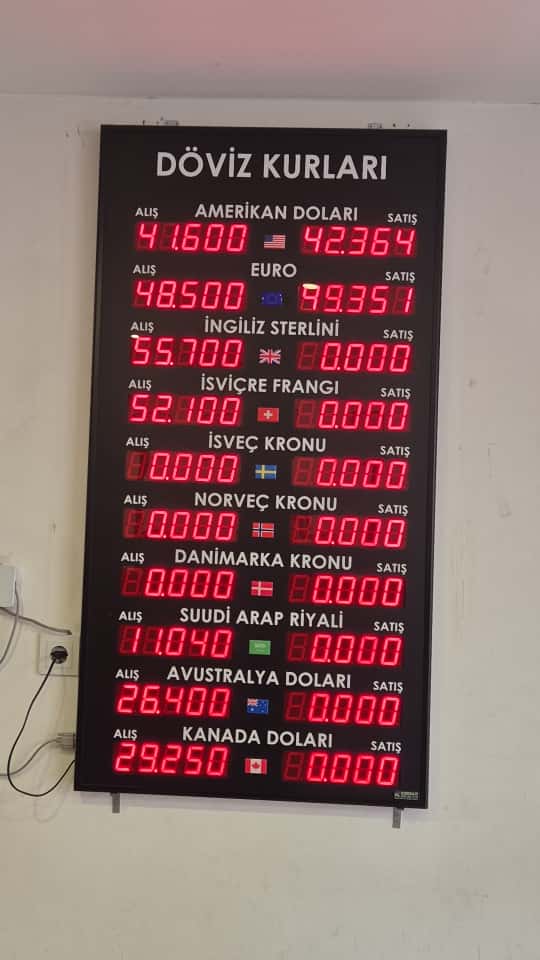 DÖVİZ KURLARI
ALIŞ AMERİKAN DOLARI SATIŞ
41.600 42.364
ALIŞ EURO SATIŞ
48.500 49.351
ALIŞ İNGİLİZ STERLİNİ SATIŞ
55.700 0.000
ALIŞ İSVİÇRE FRANGI SATIŞ
52.100 0.000
ALIŞ İSVEÇ KRONU SATIŞ
0.000 0.000
ALIŞ NORVEÇ KRONU SATIŞ
0.000 0.000
ALIŞ DANİMARKA KRONU SATIŞ
0.000 0.000
ALIŞ SUUDİ ARAP RİYALİ SATIŞ
11.040 0.000
ALIŞ AVUSTRALYA DOLARI SATIŞ
26.400 0.000
ALIŞ KANADA DOLARI SATIŞ
29.250 0.000